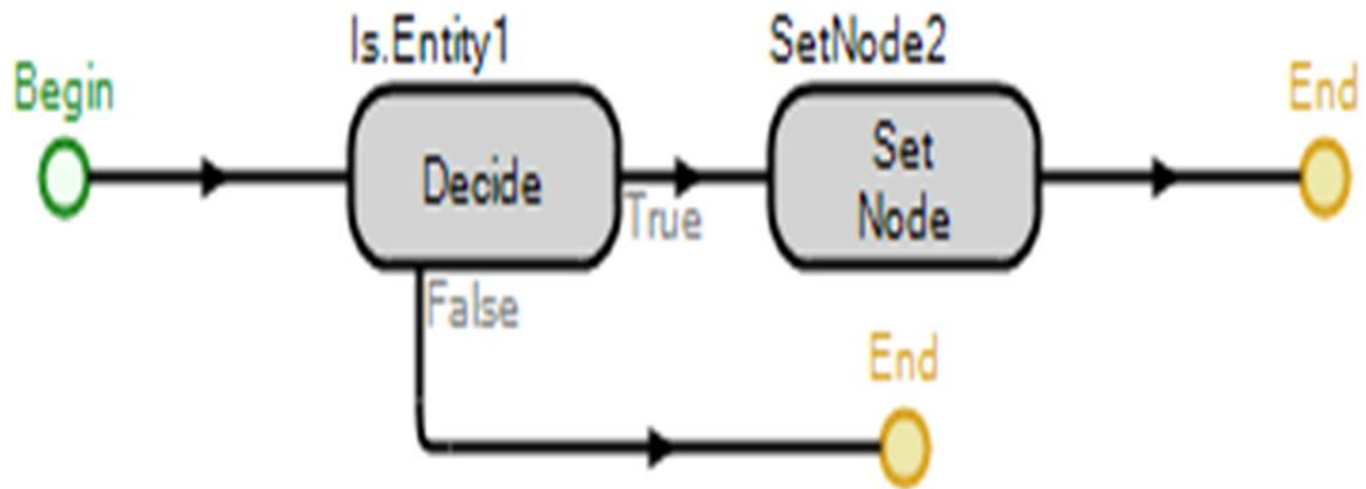 Is.Entity1
SetNode2
Begin
End
Decide
Set
Node
True
False
End